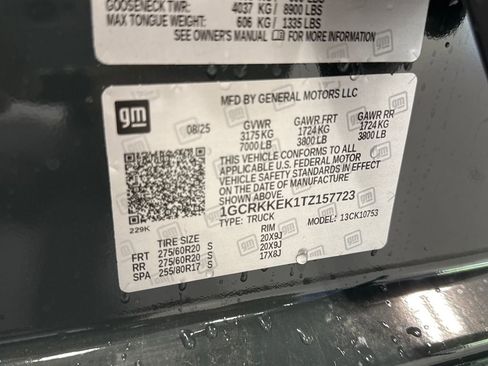 GOOSENECK TWR: 4037 KG / 8900 LBS
MAX TONGUE WEIGHT: 606 KG / 1335 LBS
SEE OWNER'S MANUAL FOR MORE INFORMATION
gm
MFD BY GENERAL MOTORS LLC
08/25 GVWR GAWR FRT GAWR RR
3175 KG 1724 KG 1724 KG
7000 LB 3800 LB 3800 LB
THIS VEHICLE CONFORMS TO ALL
APPLICABLE U.S. FEDERAL MOTOR
VEHICLE SAFETY STANDARDS IN EFFECT
ON THE DATE OF MANUFACTURE SHOWN ABOVE.
1GCRKKEK1TZ157723
TYPE: TRUCK MODEL: 13CK10753
229K
TIRE SIZE RIM
FRT 275/60R20 S 20X9J
RR 275/60R20 S 20X9J
SPA 255/80R17 S 17X8J